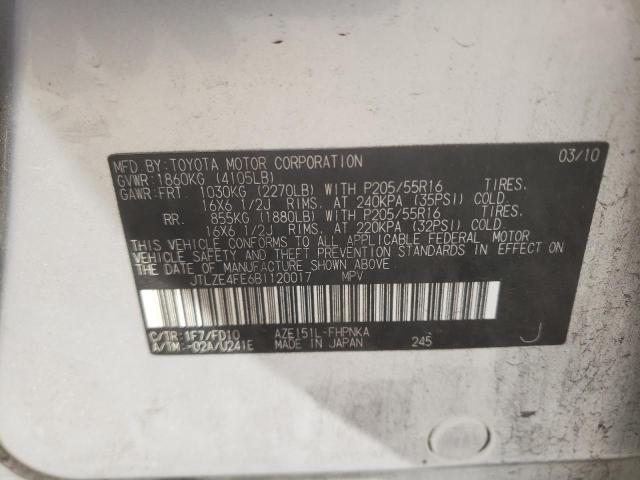 MFD BY: TOYOTA MOTOR CORPORATION 03/10
GVWR: 1860KG (4105LB)
GAWR: FRT. 1030KG (2270LB) WITH P205/55R16 TIRES.
16X6 1/2J RIMS, AT 240KPA (35PSI) COLD
RR. 855KG (1880LB) WITH P205/55R16 TIRES.
16X6 1/2J RIMS, AT 220KPA (32PSI) COLD.
THIS VEHICLE CONFORMS TO ALL APPLICABLE FEDERAL MOTOR
VEHICLE SAFETY AND THEFT PREVENTION STANDARDS IN EFFECT ON
THE DATE OF MANUFACTURE SHOWN ABOVE.
JTLZE4FE6B1120017 MPV
C/TR: 1F7/FD10 AZE151L-FHPNKA J
A/TM: -02A/U241E MADE IN JAPAN 245